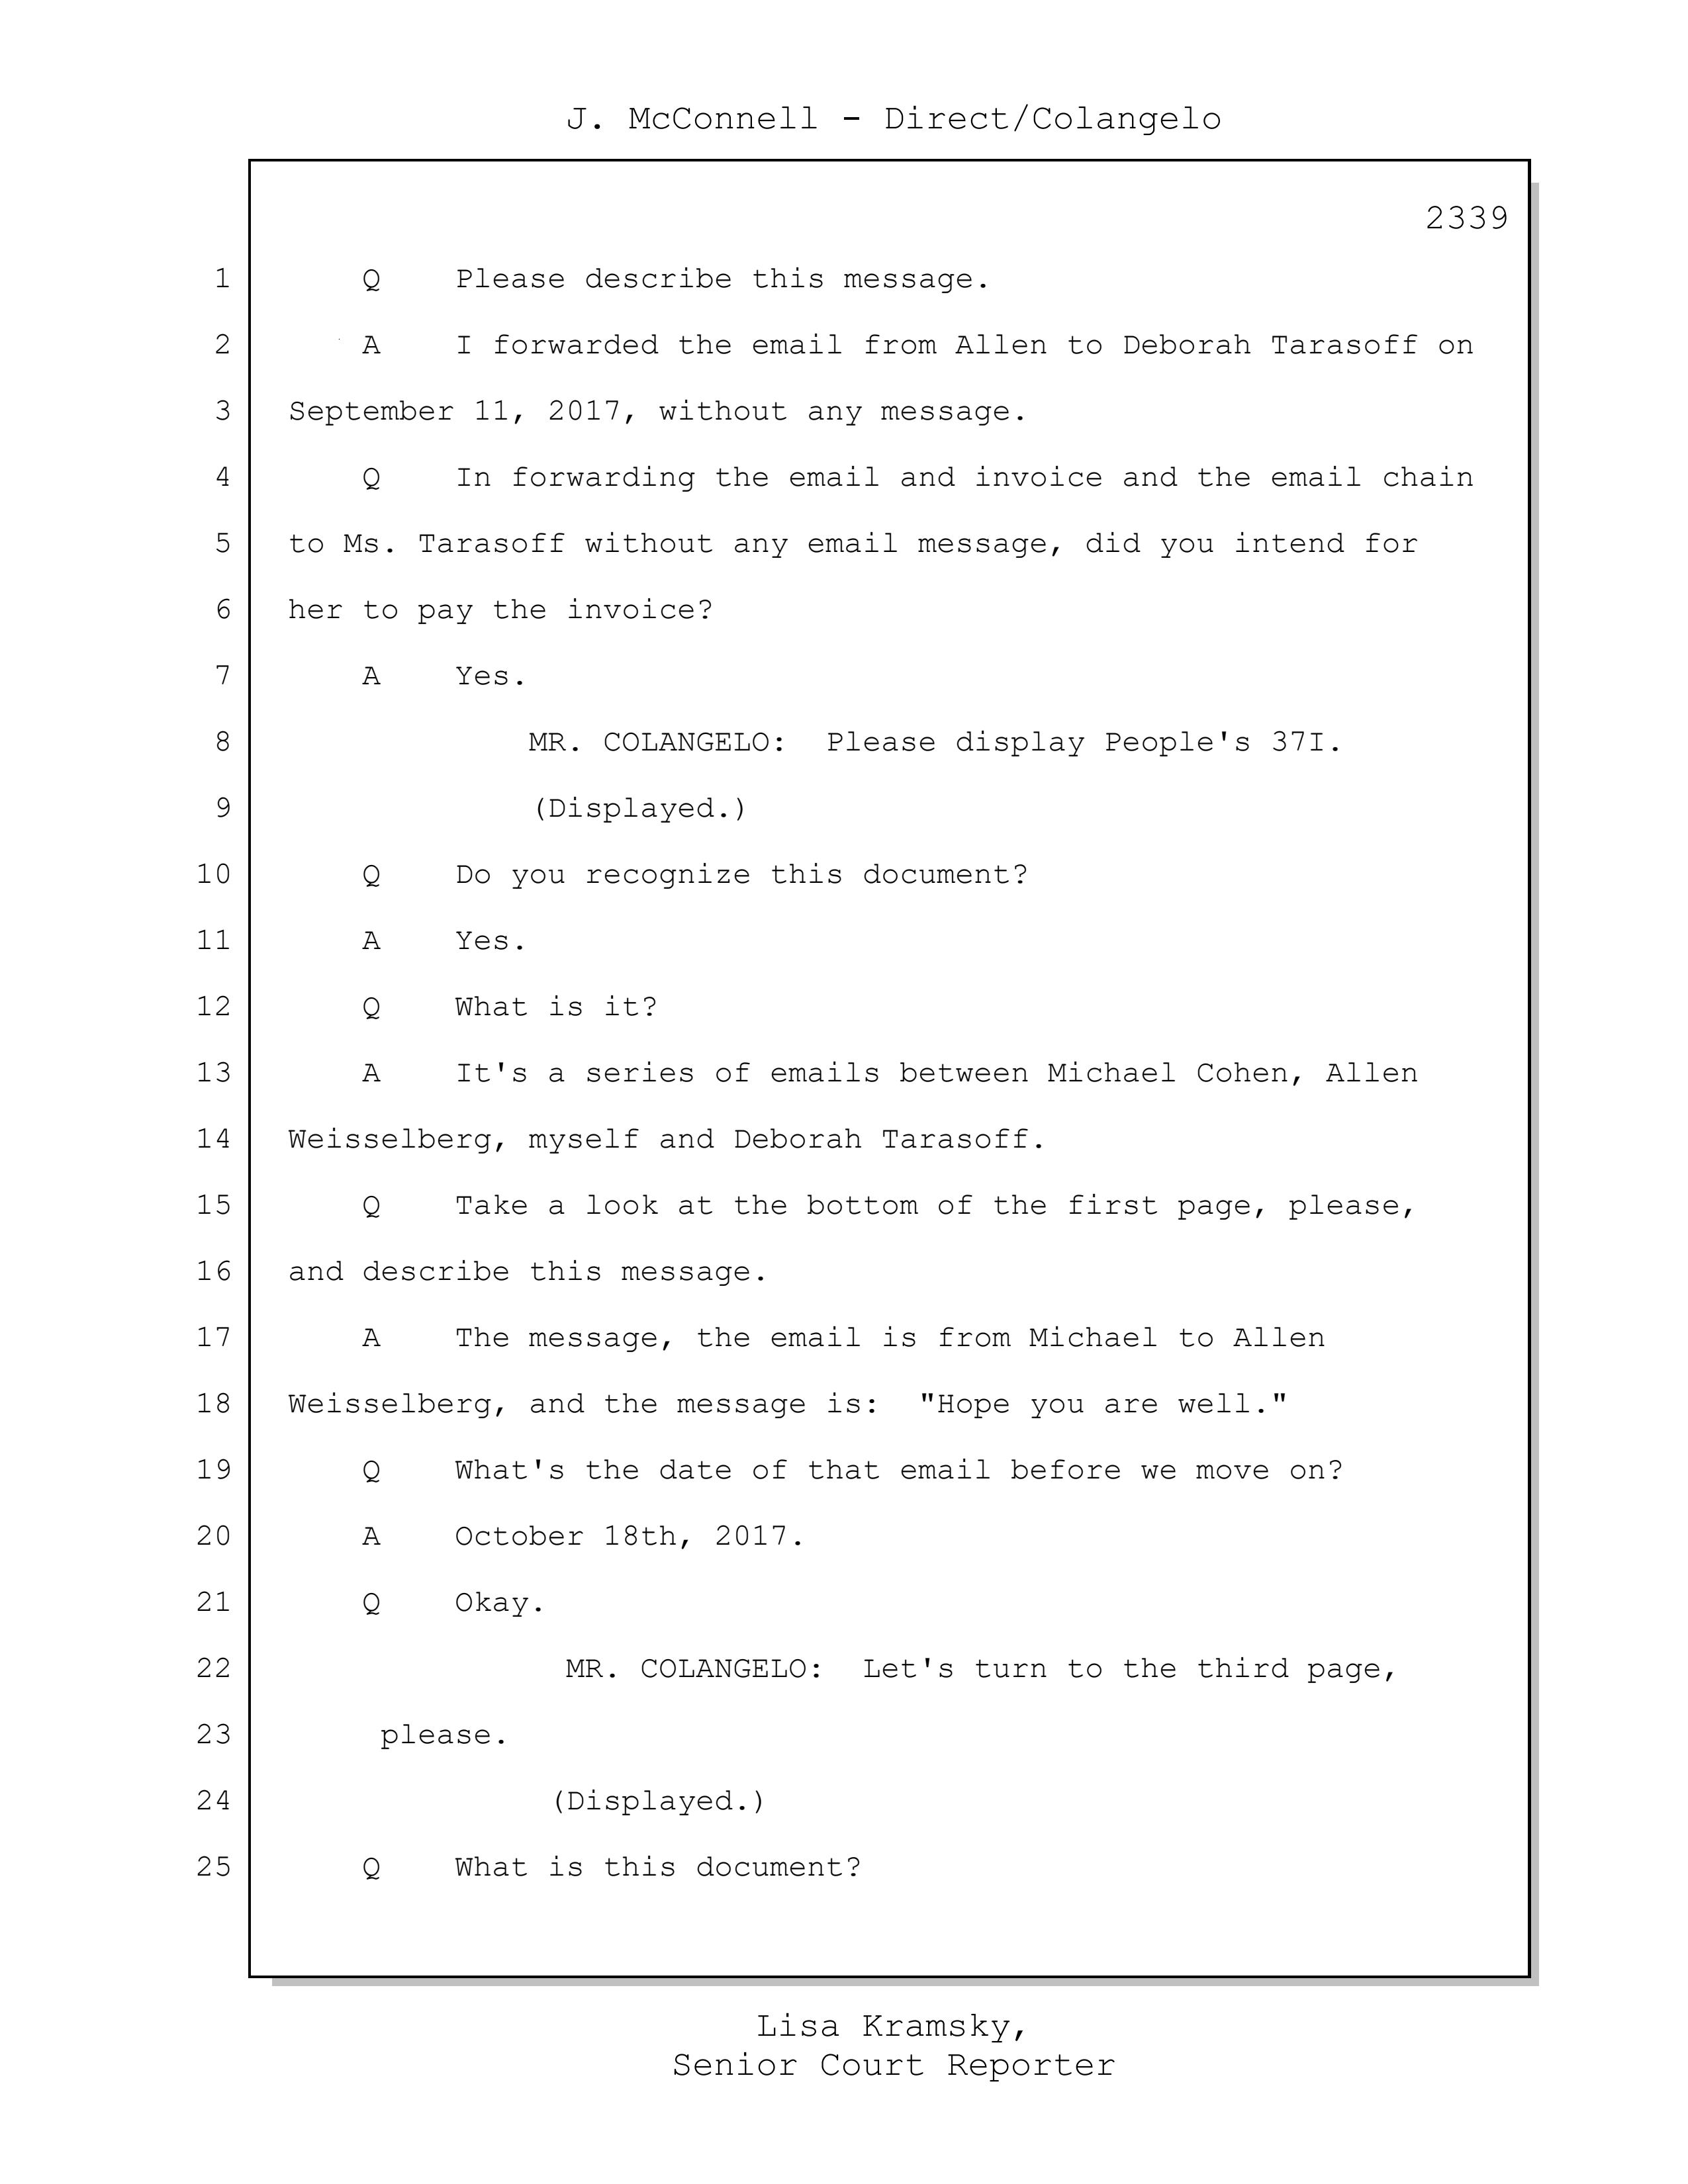 J. McConnell - Direct/Colangelo
2339
1 Q Please describe this message.
2 A I forwarded the email from Allen to Deborah Tarasoff on
3 September 11, 2017, without any message.
4 Q In forwarding the email and invoice and the email chain
5 to Ms. Tarasoff without any email message, did you intend for
6 her to pay the invoice?
7 A Yes.
8 MR. COLANGELO: Please display People's 37I.
9 (Displayed.)
10 Q Do you recognize this document?
11 A Yes.
12 Q What is it?
13 A It's a series of emails between Michael Cohen, Allen
14 Weisselberg, myself and Deborah Tarasoff.
15 Q Take a look at the bottom of the first page, please,
16 and describe this message.
17 A The message, the email is from Michael to Allen
18 Weisselberg, and the message is: "Hope you are well."
19 Q What's the date of that email before we move on?
20 A October 18th, 2017.
21 Q Okay.
22 MR. COLANGELO: Let's turn to the third page,
23 please.
24 (Displayed.)
25 Q What is this document?
Lisa Kramsky,
Senior Court Reporter